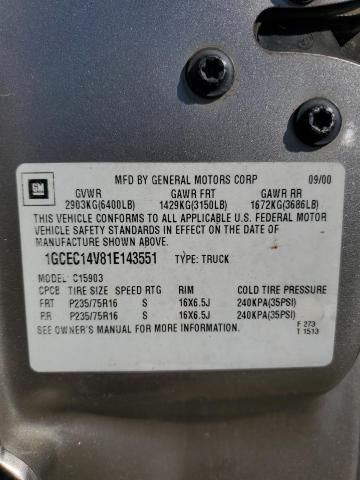 GM
MFD BY GENERAL MOTORS CORP 09/00
GVWR GAWR FRT GAWR RR
2903KG(6400LB) 1429KG(3150LB) 1672KG(3686LB)
THIS VEHICLE CONFORMS TO ALL APPLICABLE U.S. FEDERAL MOTOR
VEHICLE SAFETY STANDARDS IN EFFECT ON THE DATE OF
MANUFACTURE SHOWN ABOVE.
1GCEC14V81E143551 TYPE: TRUCK
MODEL: C15903
CPCB TIRE SIZE SPEED RTG RIM COLD TIRE PRESSURE
FRT P235/75R16 S 16X6.5J 240KPA(35PSI)
RR P235/75R16 S 16X6.5J 240KPA(35PSI)
SEE OWNER'S MANUAL FOR MORE INFORMATION.
F 273
T 1513